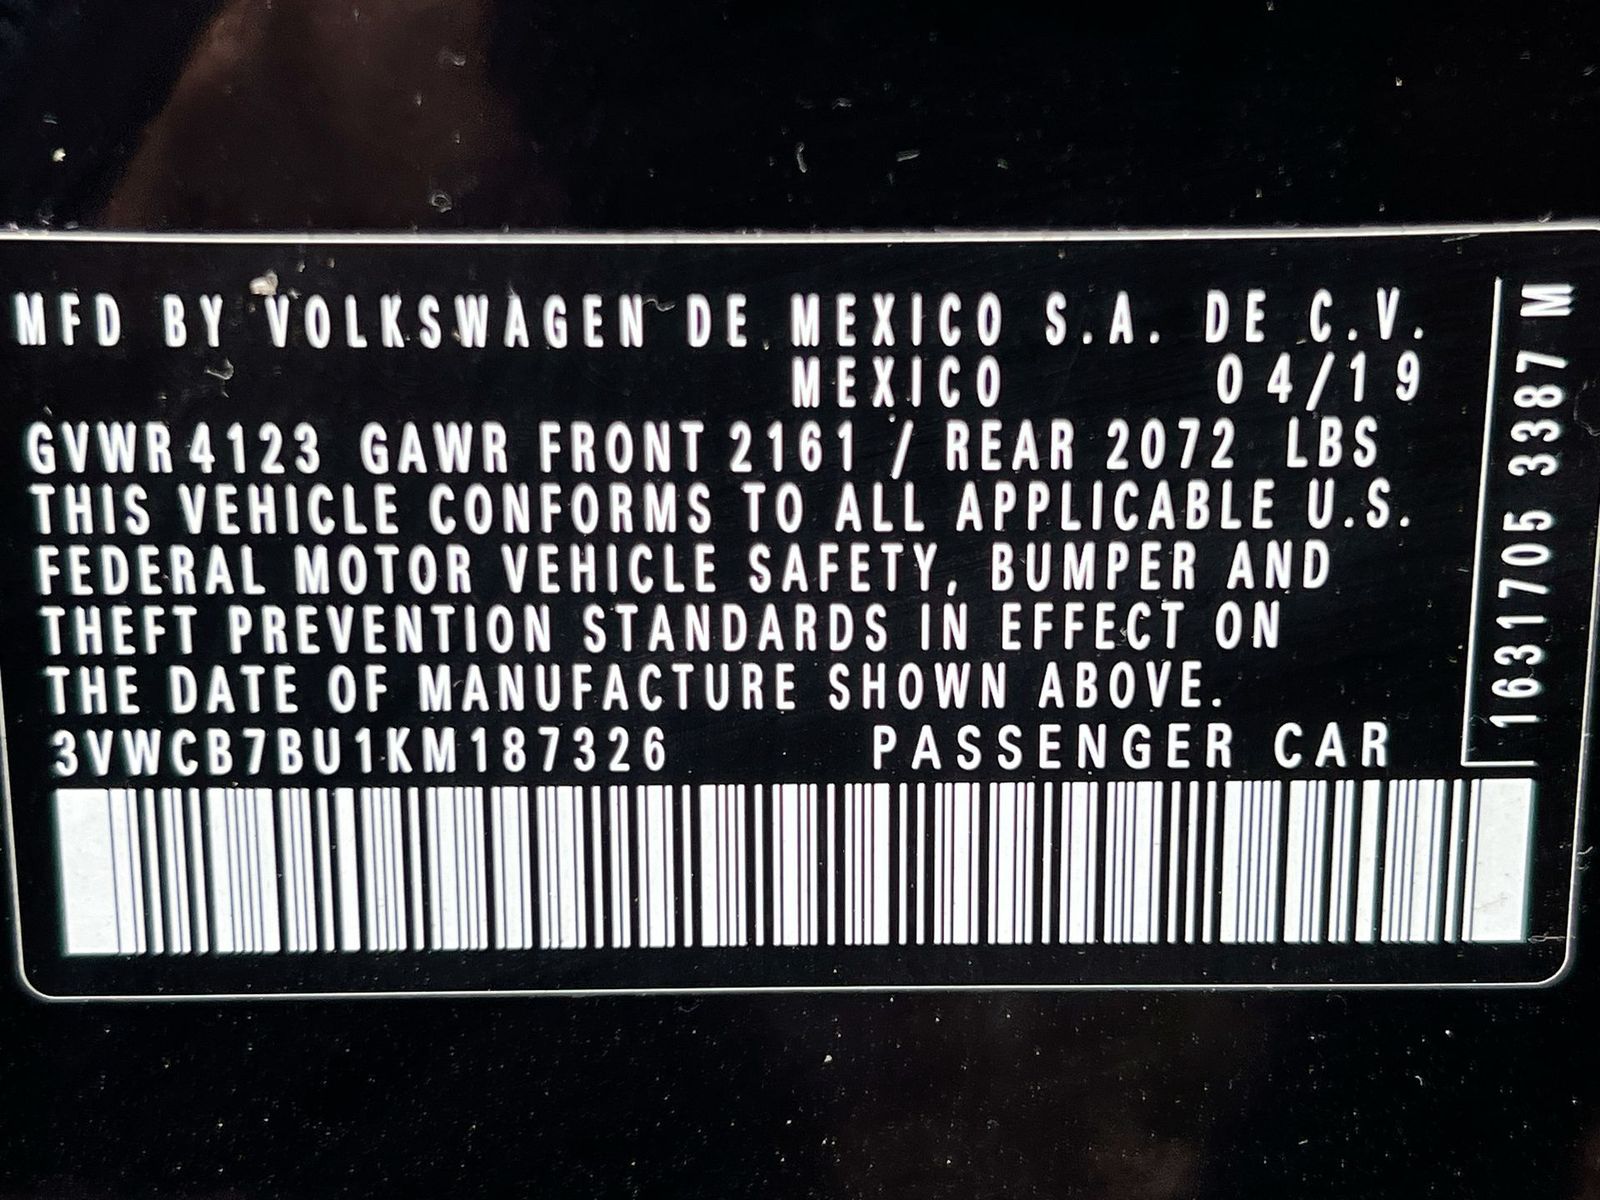 MFD BY VOLKSWAGEN DE MEXICO S.A. DE C.V.
MEXICO 04/19
GVWR 4123 GAWR FRONT 2161 / REAR 2072 LBS
THIS VEHICLE CONFORMS TO ALL APPLICABLE U.S.
FEDERAL MOTOR VEHICLE SAFETY, BUMPER AND
THEFT PREVENTION STANDARDS IN EFFECT ON
THE DATE OF MANUFACTURE SHOWN ABOVE.
3VWCB7BU1KM187326 PASSENGER CAR
1631705 3387 M